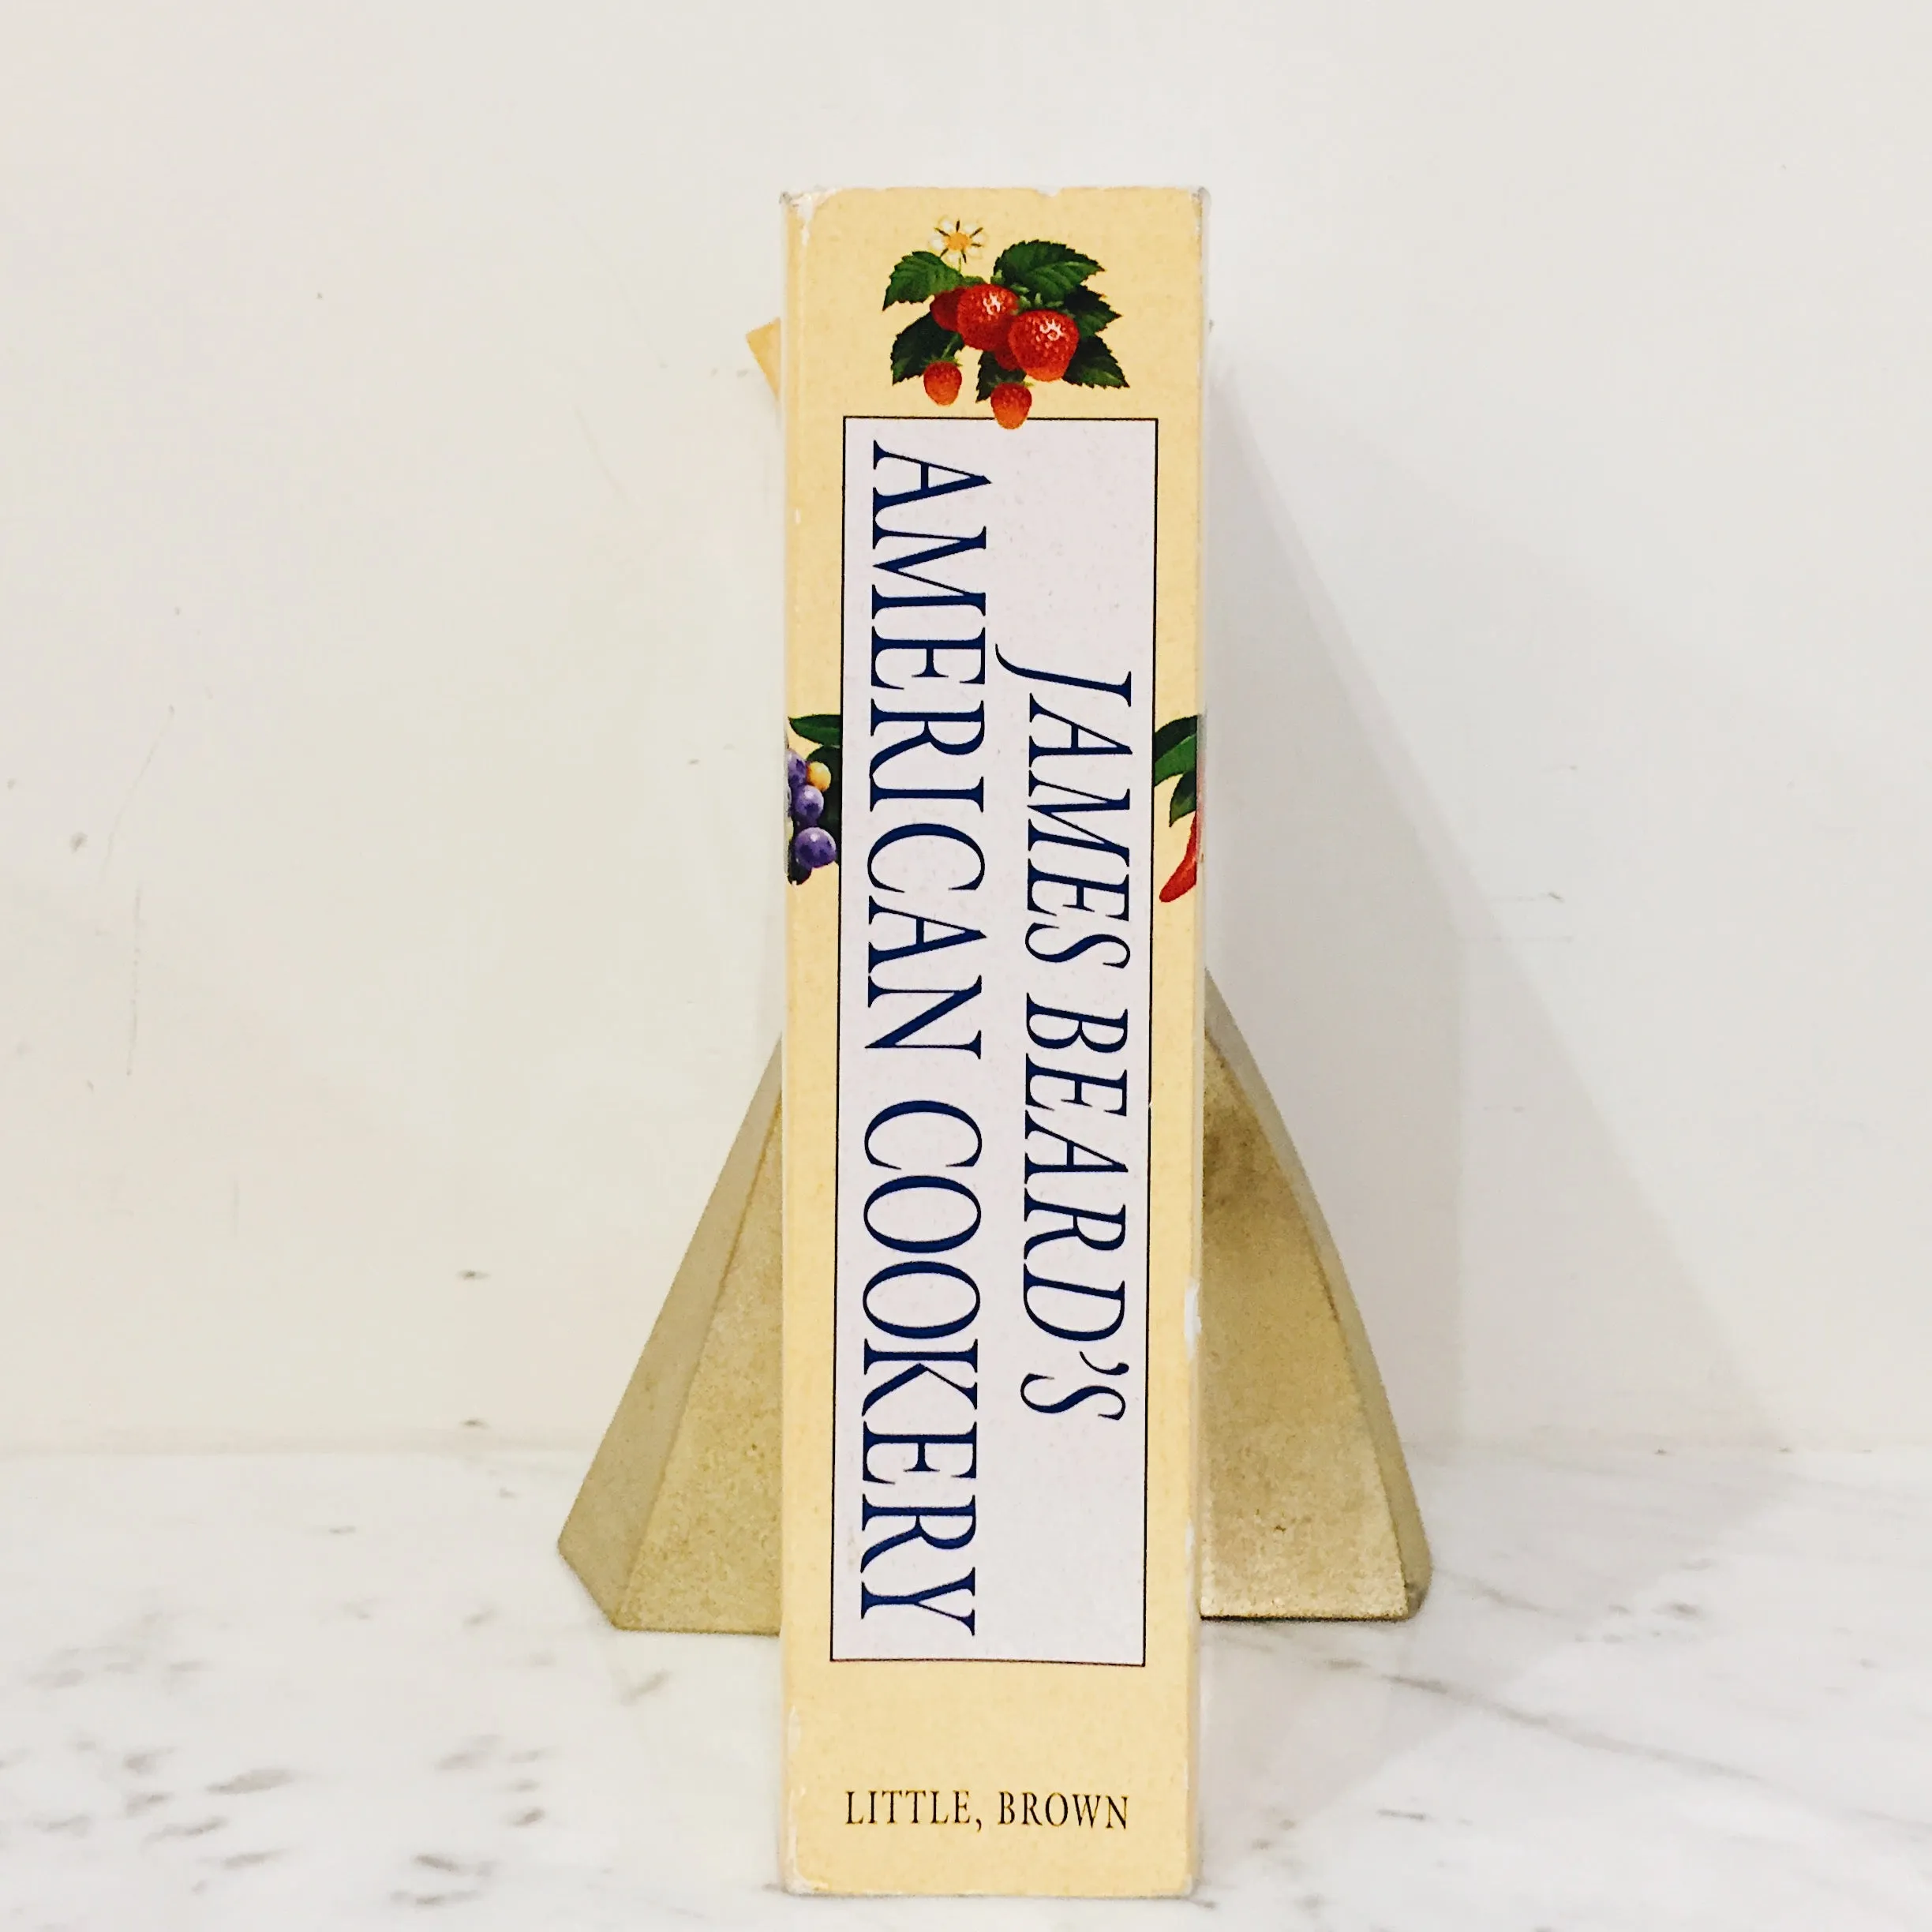 JAMES BEARD'S
AMERICAN COOKERY
LITTLE, BROWN